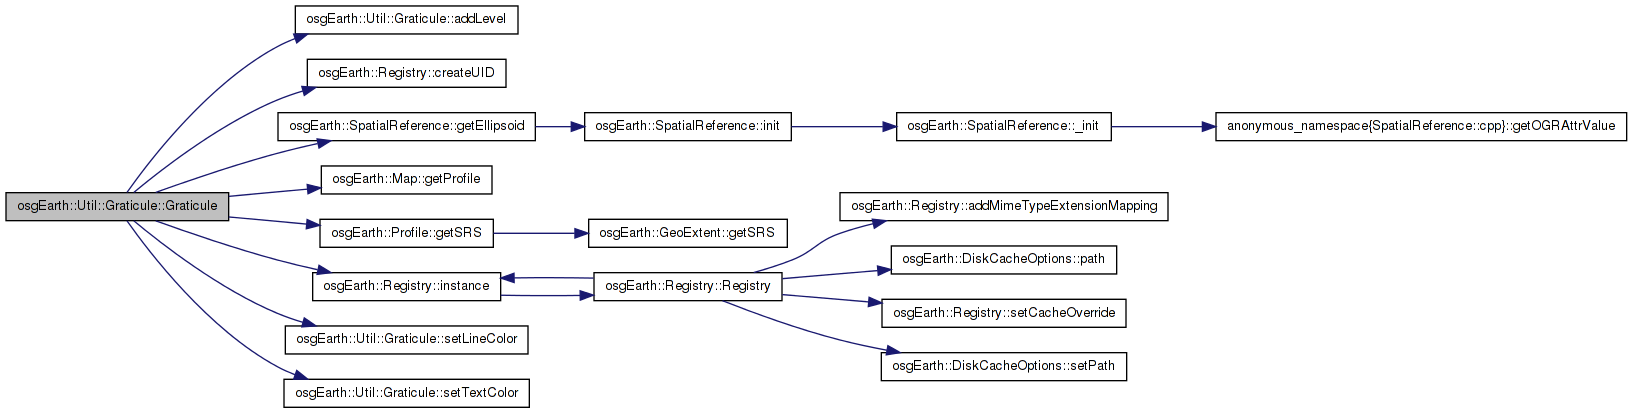 osgEarth::Util::Graticule::addLevel
osgEarth::Registry::createUID
osgEarth::SpatialReference::getEllipsoid
osgEarth::SpatialReference::init
osgEarth::SpatialReference::_init
anonymous_namespace{SpatialReference::cpp}::getOGRAttrValue
osgEarth::Map::getProfile
osgEarth::Util::Graticule::Graticule
osgEarth::Registry::addMimeTypeExtensionMapping
osgEarth::Profile::getSRS
osgEarth::GeoExtent::getSRS
osgEarth::DiskCacheOptions::path
osgEarth::Registry::instance
osgEarth::Registry::Registry
osgEarth::Registry::setCacheOverride
osgEarth::Util::Graticule::setLineColor
osgEarth::DiskCacheOptions::setPath
osgEarth::Util::Graticule::setTextColor